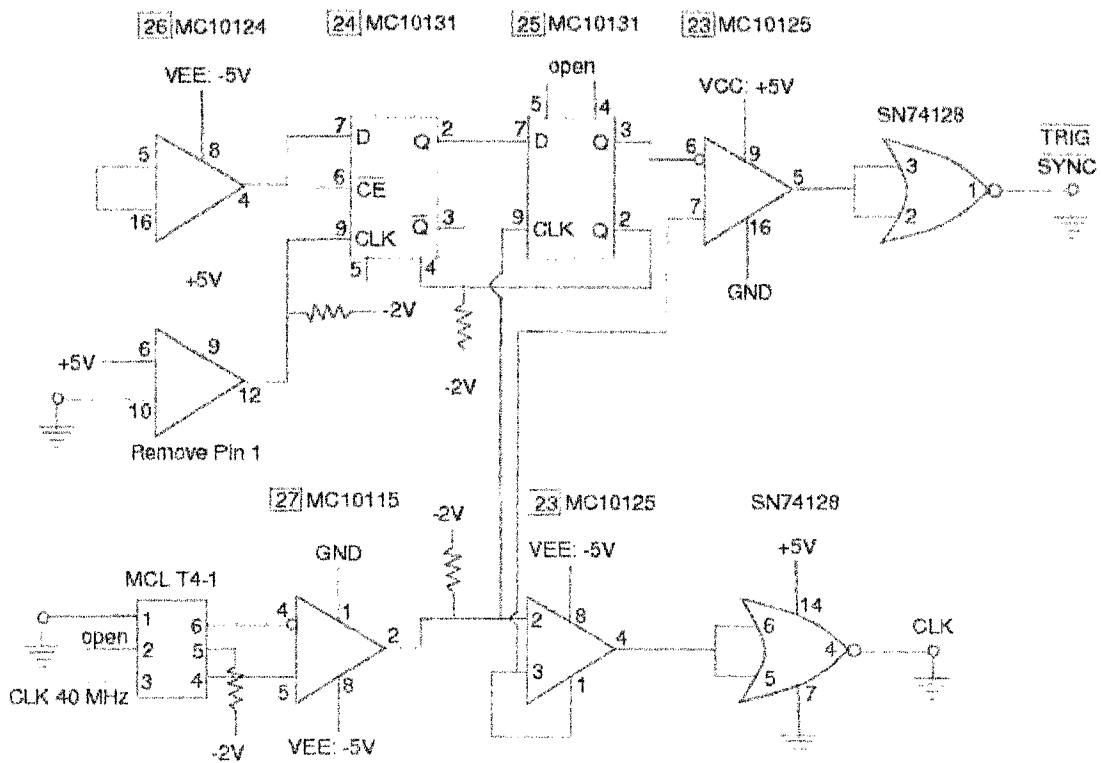 26 MC10124
24 MC10131
25 MC10131
23 MC10125
VEE: -5V
open
VCC: +5V
SN74128
5
16
8
4
7 D Q 2
6 CE
Q 3
9 CLK
5 4
5 4
7 D Q 3
9 CLK Q 2
6
7
9
5
16
GND
3
2
1
TRIG
SYNC
+5V
-2V
-2V
+5V
6
10
9
12
Remove Pin 1
27 MC10115
-2V
23 MC10125
SN74128
GND
VEE: -5V
+5V
MCL T4-1
1
2
3
6
5
4
open
CLK 40 MHz
-2V
4
5
1
8
2
VEE: -5V
2
3
8
1
4
6
5
14
7
4
CLK